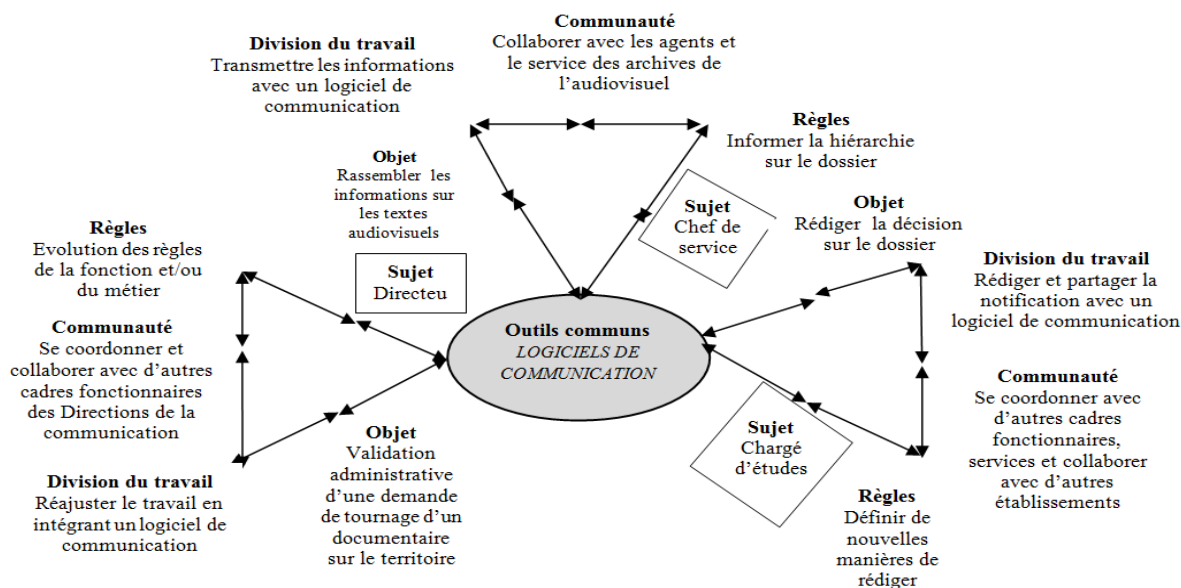 Communauté
Collaborer avec les agents et
le service des archives de
l’audiovisuel
Division du travail
Transmettre les informations
avec un logiciel de
communication
Règles
Informer la hiérarchie
sur le dossier
Objet
Rassembler les
informations sur
les textes
audiovisuels
Sujet
Chef de
service
Objet
Rédiger la décision
sur le dossier
Règles
Evolution des règles
de la fonction et/ou
du métier
Sujet
Directeu
Division du travail
Rédiger et partager la
notification avec un
logiciel de communication
Outils communs
LOGICIELS DE
COMMUNICATION
Communauté
Se coordonner et
collaborer avec d’autres
cadres fonctionnaires
des Directions de la
communication
Communauté
Se coordonner avec
d’autres cadres
fonctionnaires,
services et collaborer
avec d’autres
établissements
Sujet
Chargé
d’études
Objet
Validation
administrative
d’une demande
de tournage d’un
documentaire
sur le territoire
Division du travail
Réajuster le travail en
intégrant un logiciel de
communication
Règles
Définir de
nouvelles
manières de
rédiger